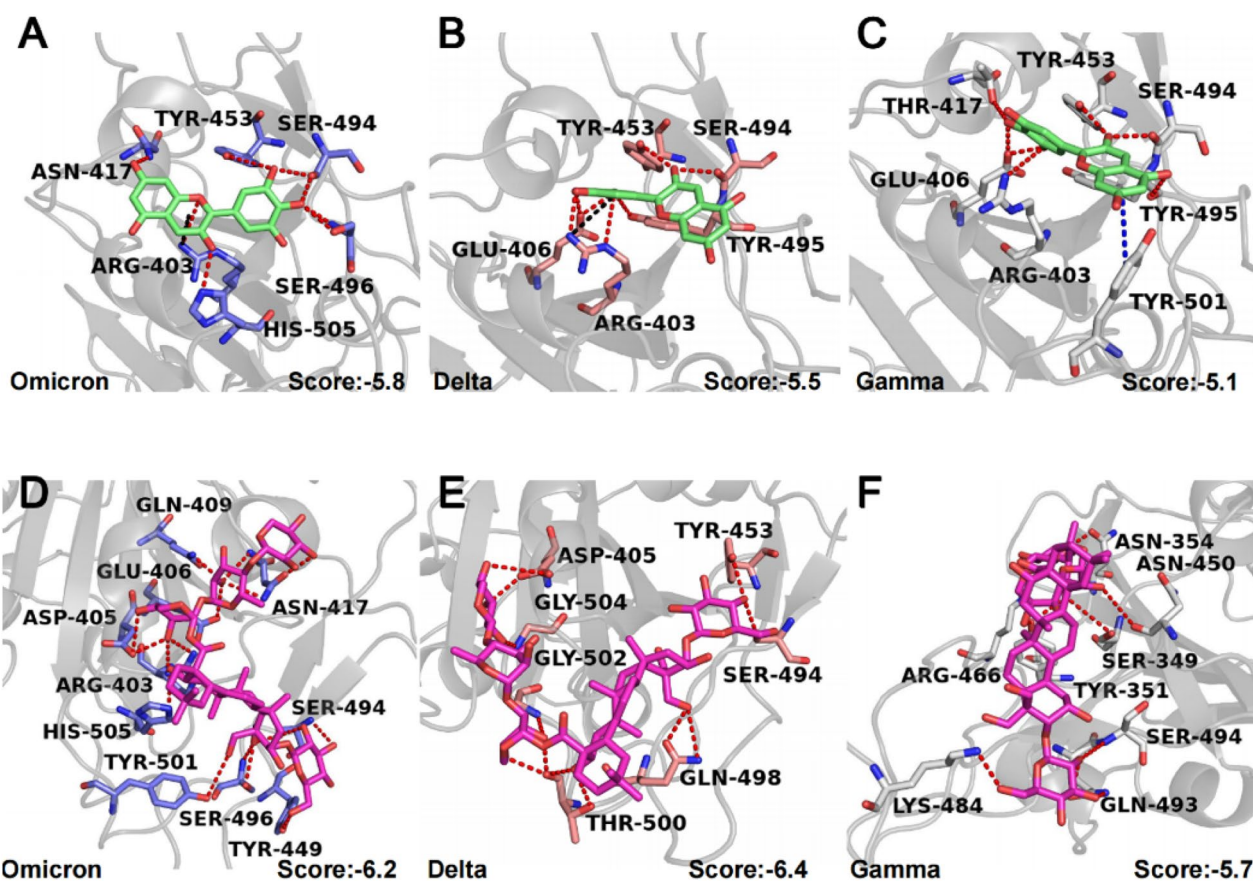 A
B
C
TYR-453
SER-494
ASN-417
ARG-403
SER-496
HIS-505
Omicron
Score:-5.8
TYR-453
SER-494
GLU-406
TYR-495
ARG-403
Delta
Score:-5.5
TYR-453
THR-417
SER-494
GLU-406
TYR-495
ARG-403
TYR-501
Gamma
Score:-5.1
D
E
F
GLN-409
GLU-406
ASN-417
ASP-405
ARG-403
HIS-505
SER-494
TYR-501
SER-496
TYR-449
Omicron
Score:-6.2
TYR-453
ASP-405
GLY-504
GLY-502
SER-494
GLN-498
THR-500
Delta
Score:-6.4
ASN-354
ASN-450
SER-349
ARG-466
TYR-351
SER-494
LYS-484
GLN-493
Gamma
Score:-5.7